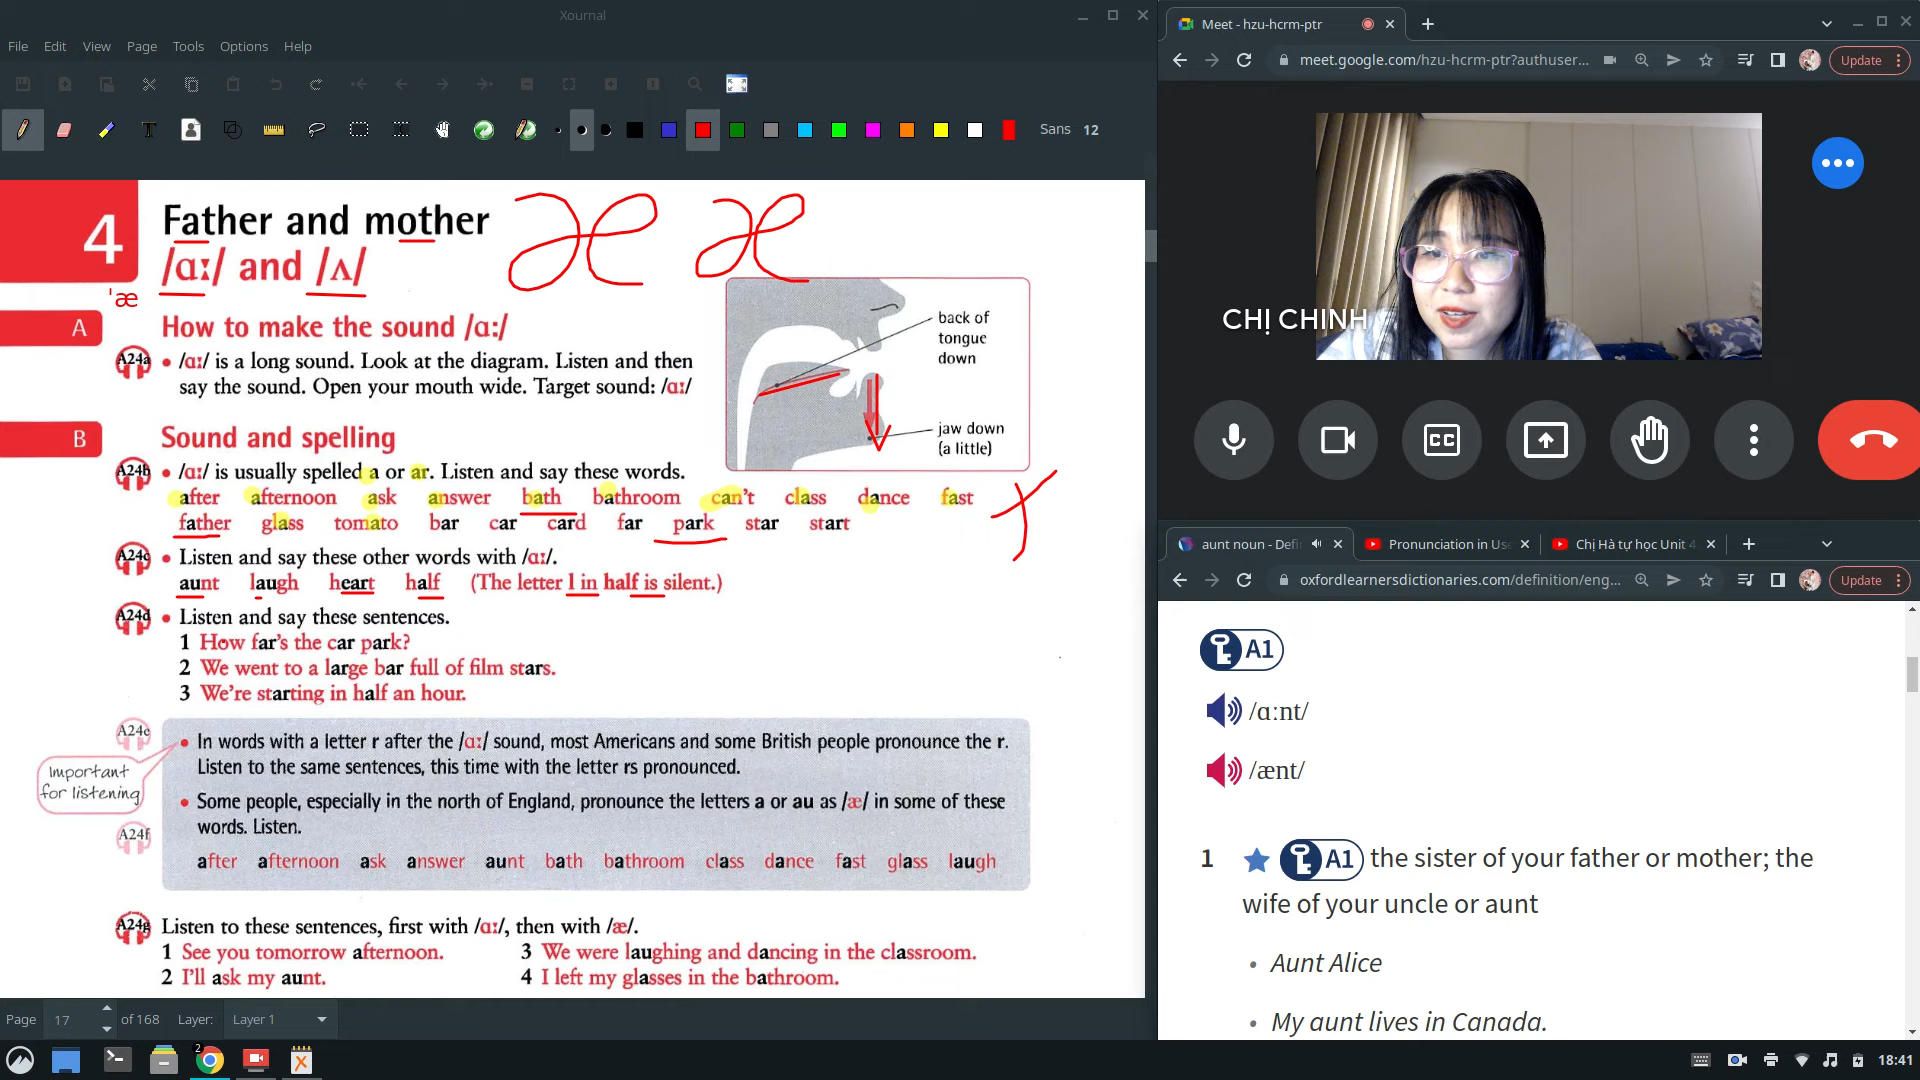 Xournal
File Edit View Page Tools Options Help
Sans 12
4
Father and mother æ æ
/ɑː/ and /ʌ/
ˈæ
A How to make the sound /ɑː/
A24a • /ɑː/ is a long sound. Look at the diagram. Listen and then
say the sound. Open your mouth wide. Target sound: /ɑː/
back of
tongue
down
jaw down
(a little)
B Sound and spelling
A24b • /ɑː/ is usually spelled a or ar. Listen and say these words.
after afternoon ask answer bath bathroom can't class dance fast
father glass tomato bar car card far park star start
A24c • Listen and say these other words with /ɑː/.
aunt laugh heart half (The letter l in half is silent.)
A24d • Listen and say these sentences.
1 How far's the car park?
2 We went to a large bar full of film stars.
3 We're starting in half an hour.
A24e
Important
for listening
• In words with a letter r after the /ɑː/ sound, most Americans and some British people pronounce the r.
Listen to the same sentences, this time with the letter rs pronounced.
• Some people, especially in the north of England, pronounce the letters a or au as /æ/ in some of these
words. Listen.
A24f
after afternoon ask answer aunt bath bathroom class dance fast glass laugh
A24g Listen to these sentences, first with /ɑː/, then with /æ/.
1 See you tomorrow afternoon. 3 We were laughing and dancing in the classroom.
2 I'll ask my aunt. 4 I left my glasses in the bathroom.
Page 17 of 168 Layer: Layer 1
Meet - hzu-hcrm-ptr
meet.google.com/hzu-hcrm-ptr?authuser... Update
CHỊ CHINH
CC
aunt noun - Defi Pronunciation in Use Chị Hà tự học Unit 4
oxfordlearnersdictionaries.com/definition/eng... Update
A1
/ɑːnt/
/ænt/
1 A1 the sister of your father or mother; the
wife of your uncle or aunt
• Aunt Alice
• My aunt lives in Canada.
2
18:41